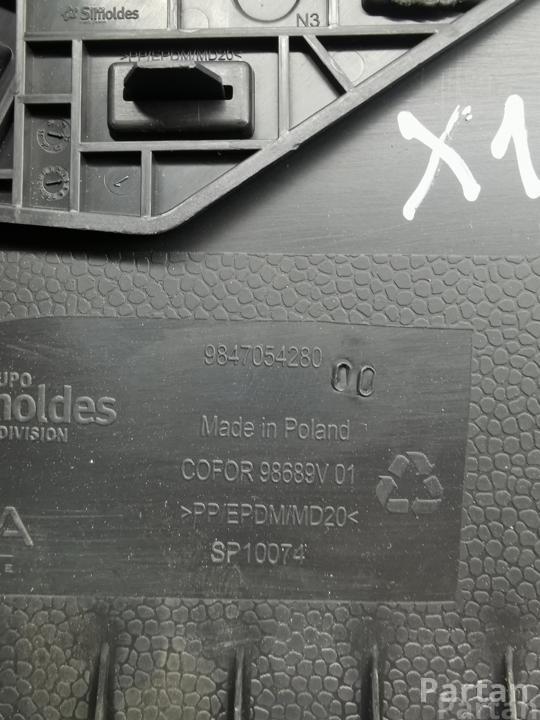 Simoldes
N3
>PP/EPDM/MD20<
X1
9847054280 00
UPO
moldes
DIVISION
Made in Poland
COFOR 98689V 01
>PP/EPDM/MD20<
A
E
SP10074
Partan
Partan